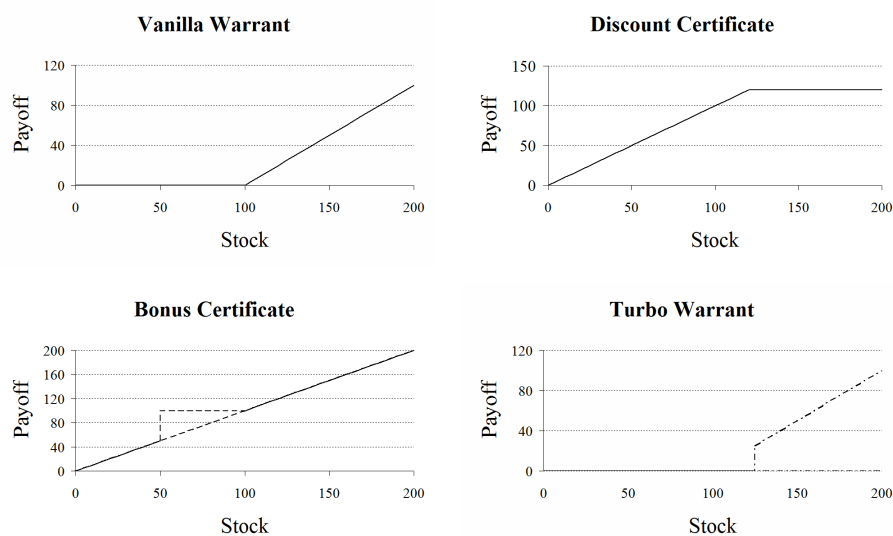 Vanilla Warrant
120
80
40
0
Payoff
0 50 100 150 200
Stock
Discount Certificate
150
100
50
0
Payoff
0 50 100 150 200
Stock
Bonus Certificate
200
160
120
80
40
0
Payoff
0 50 100 150 200
Stock
Turbo Warrant
120
80
40
0
Payoff
0 50 100 150 200
Stock